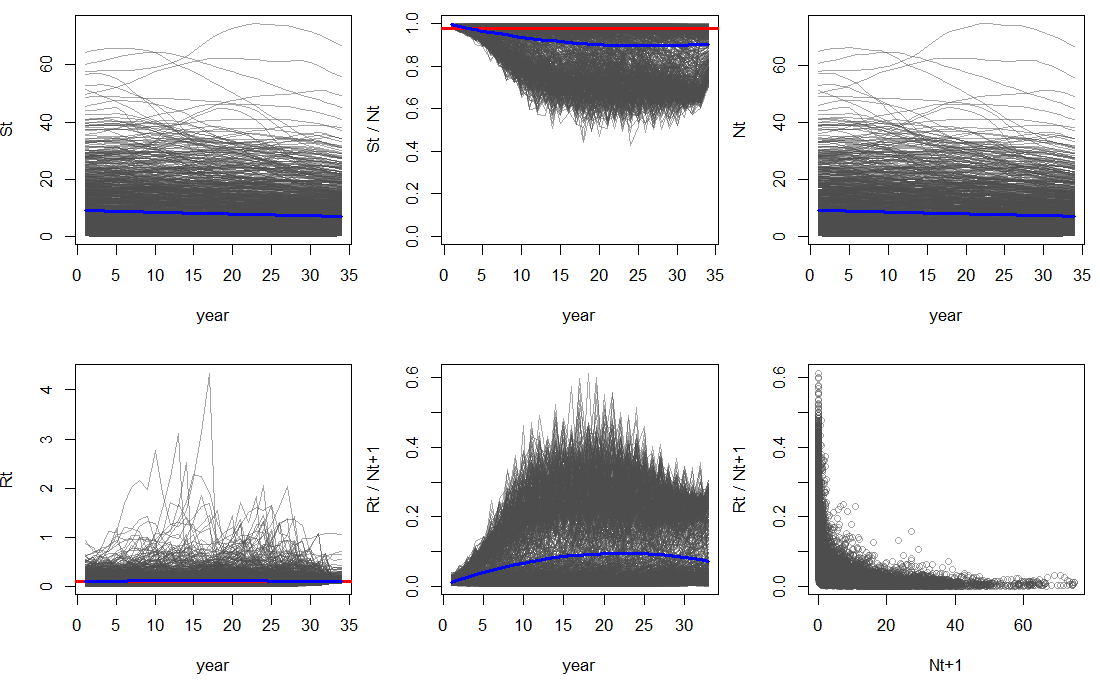 St
0 20 40 60
0 5 10 15 20 25 30 35
year
St / Nt
0.0 0.2 0.4 0.6 0.8 1.0
0 5 10 15 20 25 30 35
year
Nt
0 20 40 60
0 5 10 15 20 25 30 35
year
Rt
0 1 2 3 4
0 5 10 15 20 25 30 35
year
Rt / Nt+1
0.0 0.2 0.4 0.6
0 5 10 15 20 25 30
year
Rt / Nt+1
0.0 0.2 0.4 0.6
0 20 40 60
Nt+1